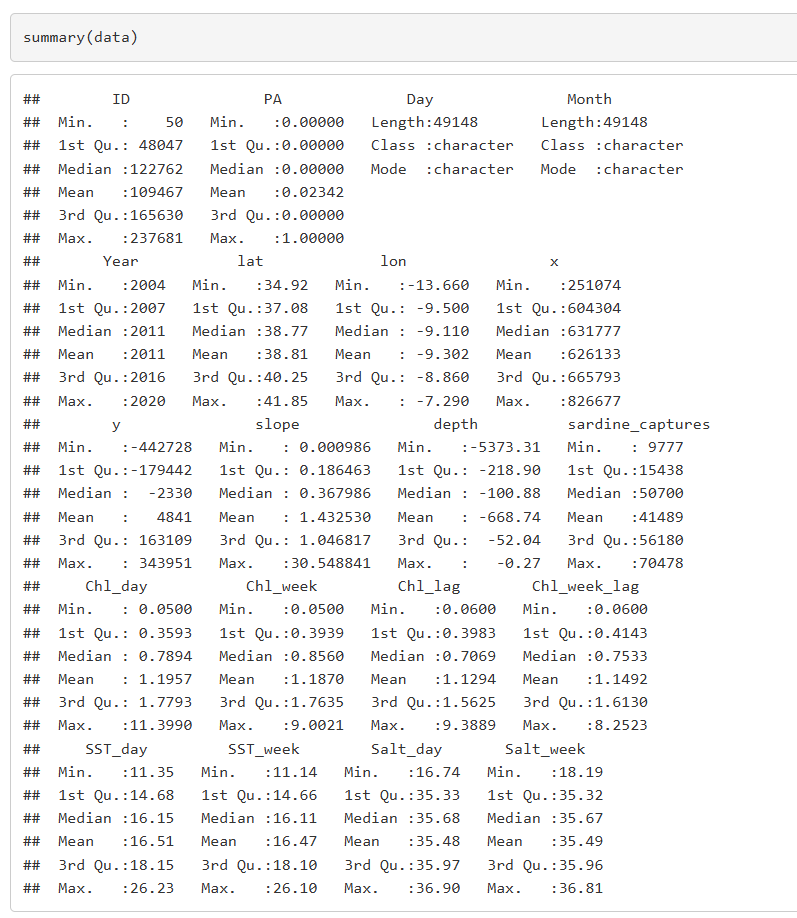 summary(data)
##        ID               PA              Day               Month          
##  Min.   :    50   Min.   :0.00000   Length:49148       Length:49148      
##  1st Qu.: 48047   1st Qu.:0.00000   Class :character   Class :character  
##  Median :122762   Median :0.00000   Mode  :character   Mode  :character  
##  Mean   :109467   Mean   :0.02342                                        
##  3rd Qu.:165630   3rd Qu.:0.00000                                        
##  Max.   :237681   Max.   :1.00000                                        
##       Year           lat             lon                x         
##  Min.   :2004   Min.   :34.92   Min.   :-13.660   Min.   :251074  
##  1st Qu.:2007   1st Qu.:37.08   1st Qu.: -9.500   1st Qu.:604304  
##  Median :2011   Median :38.77   Median : -9.110   Median :631777  
##  Mean   :2011   Mean   :38.81   Mean   : -9.302   Mean   :626133  
##  3rd Qu.:2016   3rd Qu.:40.25   3rd Qu.: -8.860   3rd Qu.:665793  
##  Max.   :2020   Max.   :41.85   Max.   : -7.290   Max.   :826677  
##        y               slope               depth          sardine_captures
##  Min.   :-442728   Min.   : 0.000986   Min.   :-5373.31   Min.   : 9777   
##  1st Qu.:-179442   1st Qu.: 0.186463   1st Qu.: -218.90   1st Qu.:15438   
##  Median :  -2330   Median : 0.367986   Median : -100.88   Median :50700   
##  Mean   :   4841   Mean   : 1.432530   Mean   : -668.74   Mean   :41489   
##  3rd Qu.: 163109   3rd Qu.: 1.046817   3rd Qu.:  -52.04   3rd Qu.:56180   
##  Max.   : 343951   Max.   :30.548841   Max.   :   -0.27   Max.   :70478   
##     Chl_day           Chl_week         Chl_lag        Chl_week_lag   
##  Min.   : 0.0500   Min.   :0.0500   Min.   :0.0600   Min.   :0.0600  
##  1st Qu.: 0.3593   1st Qu.:0.3939   1st Qu.:0.3983   1st Qu.:0.4143  
##  Median : 0.7894   Median :0.8560   Median :0.7069   Median :0.7533  
##  Mean   : 1.1957   Mean   :1.1870   Mean   :1.1294   Mean   :1.1492  
##  3rd Qu.: 1.7793   3rd Qu.:1.7635   3rd Qu.:1.5625   3rd Qu.:1.6130  
##  Max.   :11.3990   Max.   :9.0021   Max.   :9.3889   Max.   :8.2523  
##     SST_day         SST_week        Salt_day       Salt_week    
##  Min.   :11.35   Min.   :11.14   Min.   :16.74   Min.   :18.19  
##  1st Qu.:14.68   1st Qu.:14.66   1st Qu.:35.33   1st Qu.:35.32  
##  Median :16.15   Median :16.11   Median :35.68   Median :35.67  
##  Mean   :16.51   Mean   :16.47   Mean   :35.48   Mean   :35.49  
##  3rd Qu.:18.15   3rd Qu.:18.10   3rd Qu.:35.97   3rd Qu.:35.96  
##  Max.   :26.23   Max.   :26.10   Max.   :36.90   Max.   :36.81